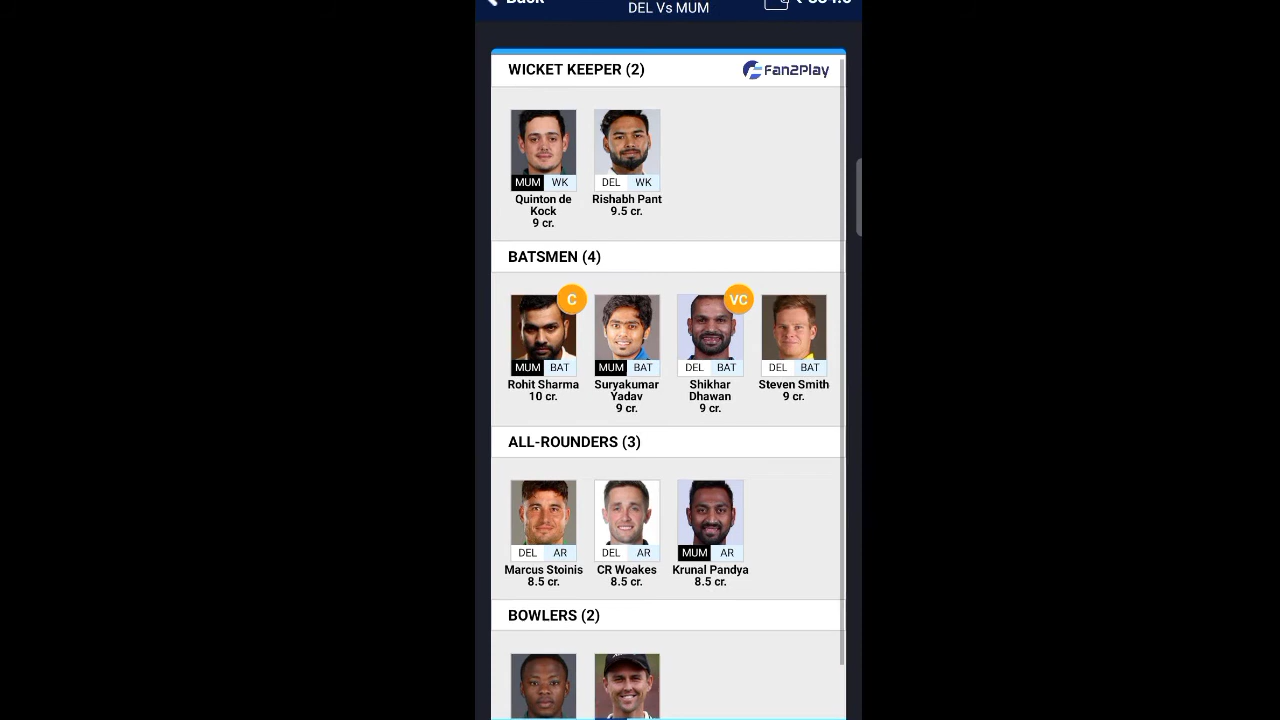 DEL Vs MUM
WICKET KEEPER (2)
Fan2Play
MUM WK
DEL WK
Quinton de
Kock
9 cr.
Rishabh Pant
9.5 cr.
BATSMEN (4)
C
VC
MUM BAT
MUM BAT
DEL BAT
DEL BAT
Rohit Sharma
10 cr.
Suryakumar
Yadav
9 cr.
Shikhar
Dhawan
9 cr.
Steven Smith
9 cr.
ALL-ROUNDERS (3)
DEL AR
DEL AR
MUM AR
Marcus Stoinis
8.5 cr.
CR Woakes
8.5 cr.
Krunal Pandya
8.5 cr.
BOWLERS (2)